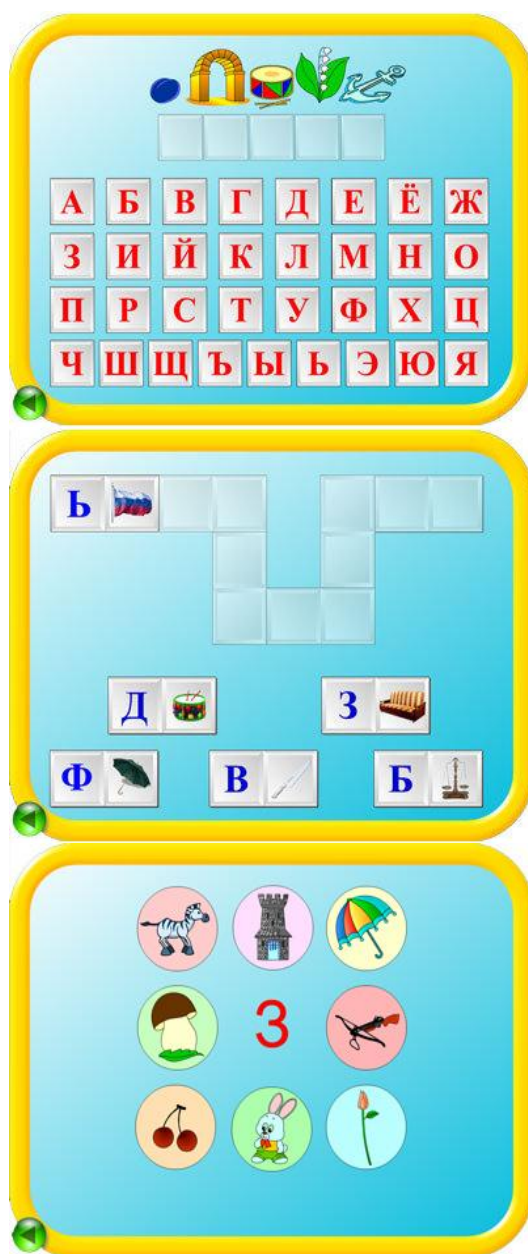 А Б В Г Д Е Ё Ж
З И Й К Л М Н О
П Р С Т У Ф Х Ц
Ч Ш Щ Ъ Ы Ь Э Ю Я
Ь
Д З
Ф В Б
З